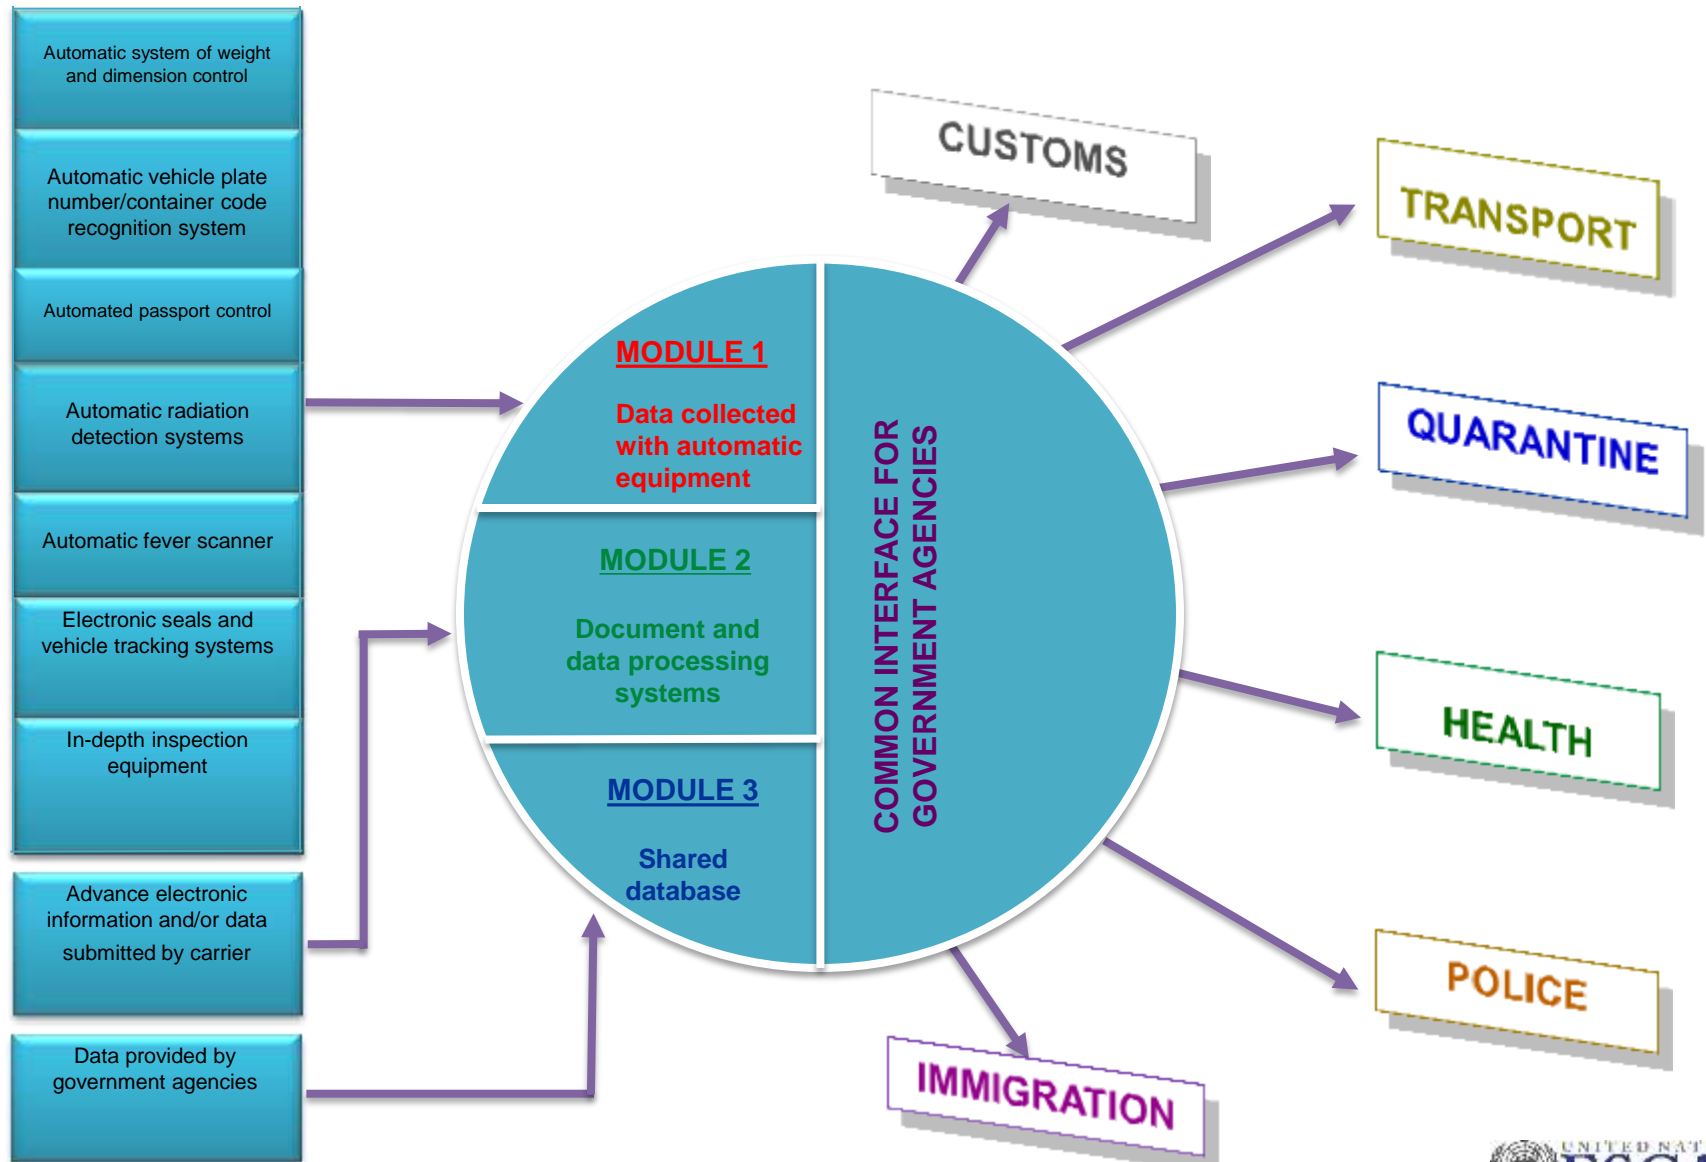 Automatic system of weight
and dimension control
Automatic vehicle plate
number/container code
recognition system
Automated passport control
Automatic radiation
detection systems
Automatic fever scanner
Electronic seals and
vehicle tracking systems
In-depth inspection
equipment
Advance electronic
information and/or data
submitted by carrier
Data provided by
government agencies
MODULE 1
Data collected
with automatic
equipment
MODULE 2
Document and
data processing
systems
MODULE 3
Shared
database
COMMON INTERFACE FOR
GOVERNMENT AGENCIES
CUSTOMS
TRANSPORT
QUARANTINE
HEALTH
POLICE
IMMIGRATION
UNITED